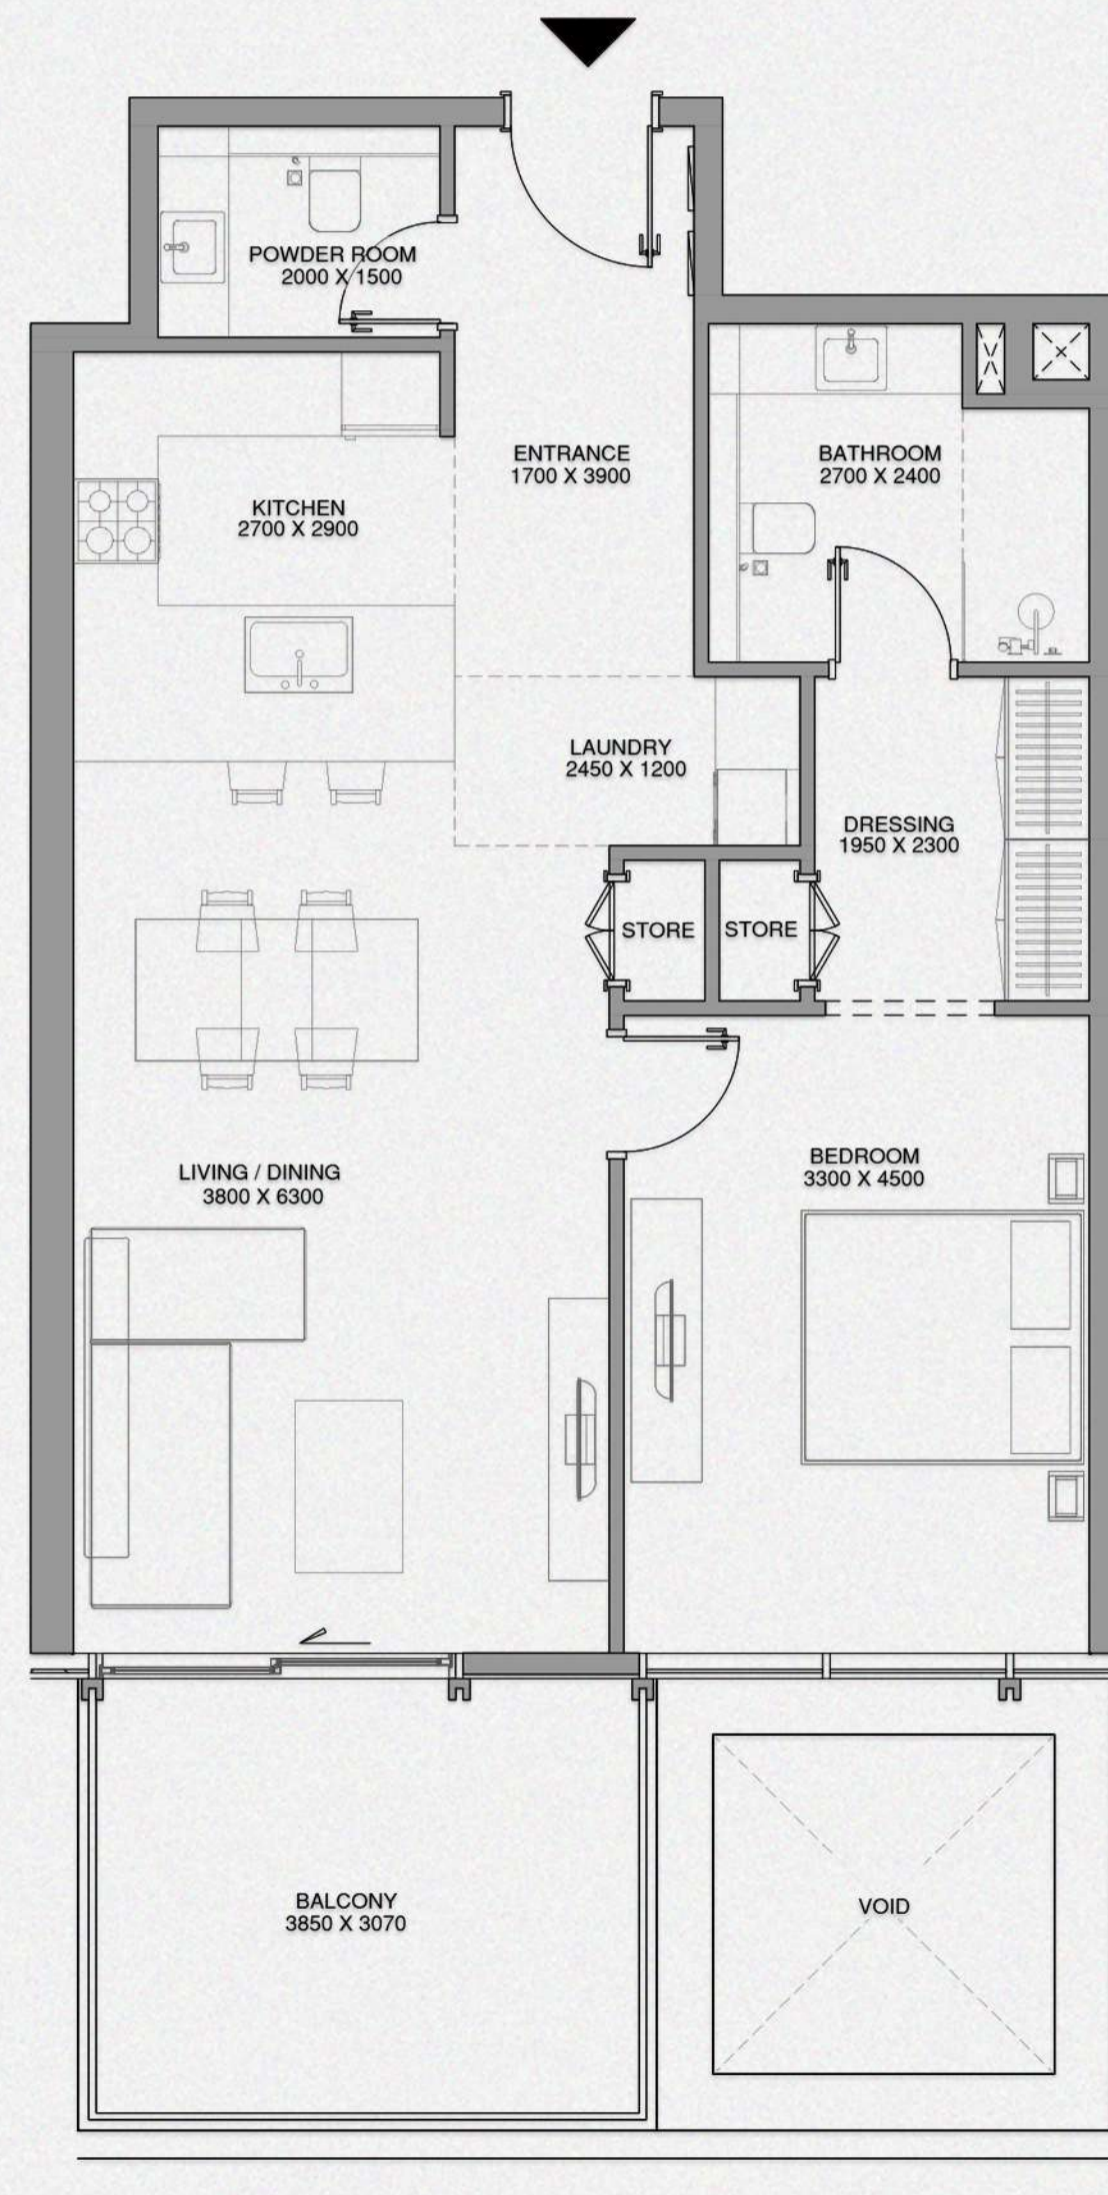 POWDER ROOM
2000 X 1500
ENTRANCE
1700 X 3900
BATHROOM
2700 X 2400
KITCHEN
2700 X 2900
LAUNDRY
2450 X 1200
DRESSING
1950 X 2300
STORE
STORE
LIVING / DINING
3800 X 6300
BEDROOM
3300 X 4500
BALCONY
3850 X 3070
VOID